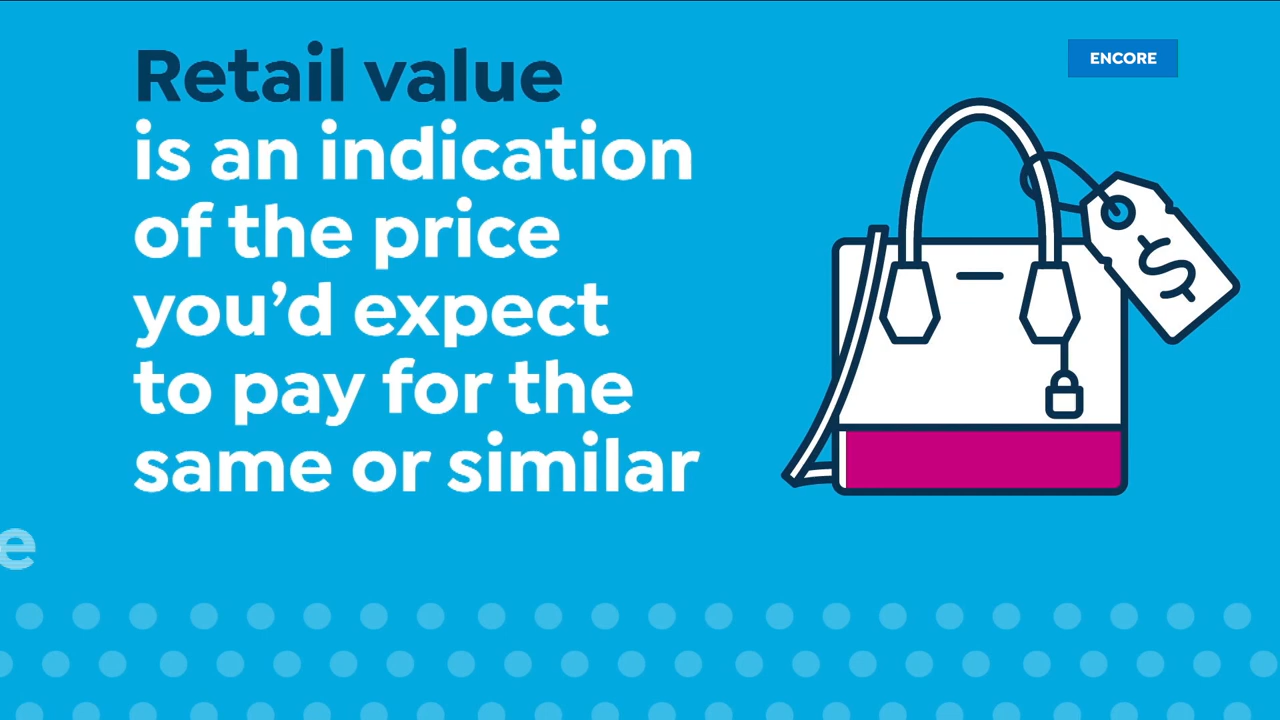 ENCORE
Retail value
is an indication
of the price
you'd expect
to pay for the
same or similar
e
$